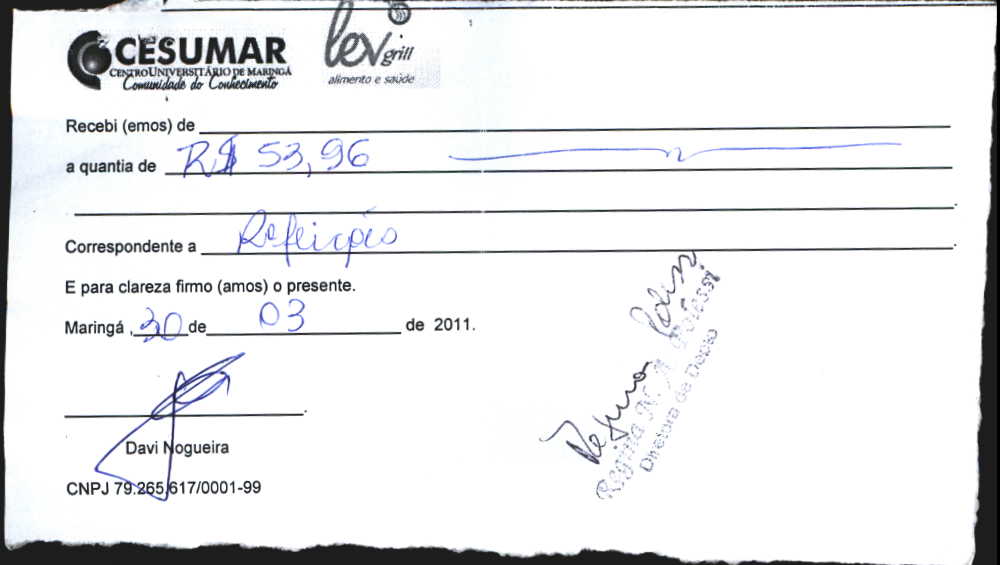 CESUMAR
CENTRO UNIVERSITÁRIO DE MARINGÁ
Comunidade do Conhecimento
lev grill
alimento e saúde
Recebi (emos) de
a quantia de R$ 53,96
Correspondente a Refeições
E para clareza firmo (amos) o presente.
Maringá , 30 de 03 de 2011.
Davi Nogueira
CNPJ 79.265.617/0001-99
Regina N. A.
Diretora de Depto